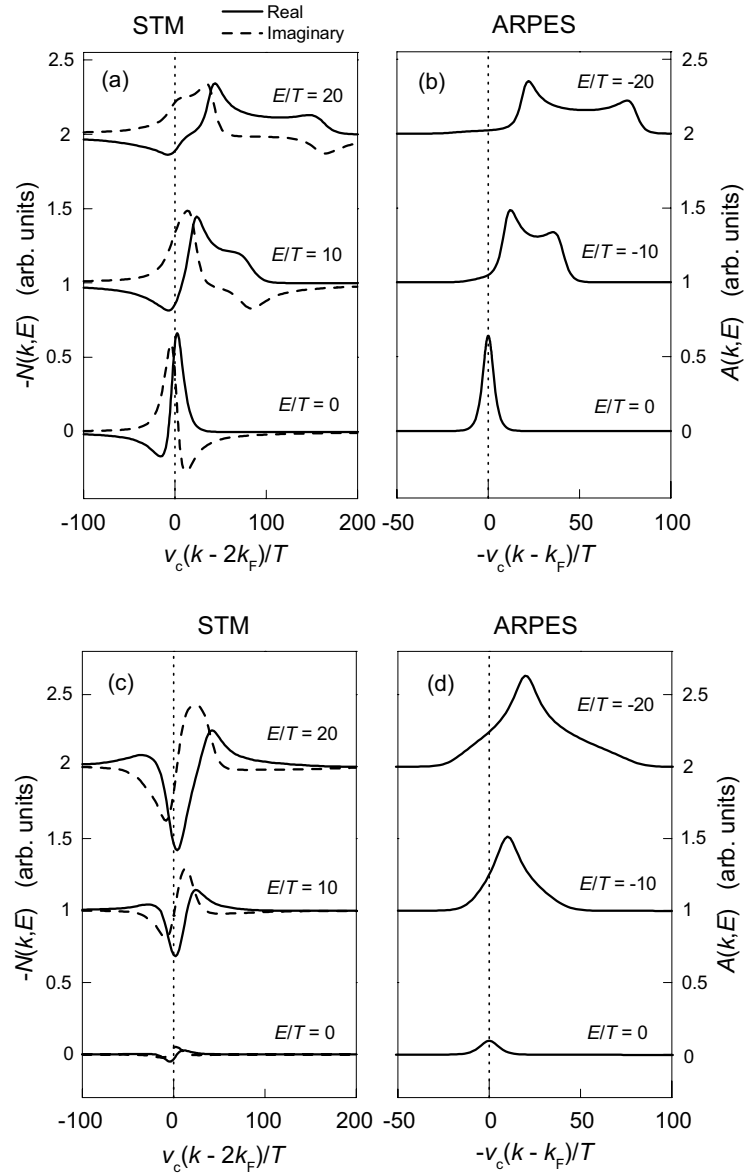 STM
Real
Imaginary
ARPES
(a)
E/T = 20
E/T = 10
E/T = 0
2.5
2
1.5
1
0.5
0
-N(k,E) (arb. units)
-100
0
100
200
v_c(k - 2k_F)/T
(b)
E/T = -20
E/T = -10
E/T = 0
2.5
2
1.5
1
0.5
0
A(k,E) (arb. units)
-50
0
50
100
-v_c(k - k_F)/T
STM
ARPES
(c)
E/T = 20
E/T = 10
E/T = 0
2.5
2
1.5
1
0.5
0
-N(k,E) (arb. units)
-100
0
100
200
v_c(k - 2k_F)/T
(d)
E/T = -20
E/T = -10
E/T = 0
2.5
2
1.5
1
0.5
0
A(k,E) (arb. units)
-50
0
50
100
-v_c(k - k_F)/T